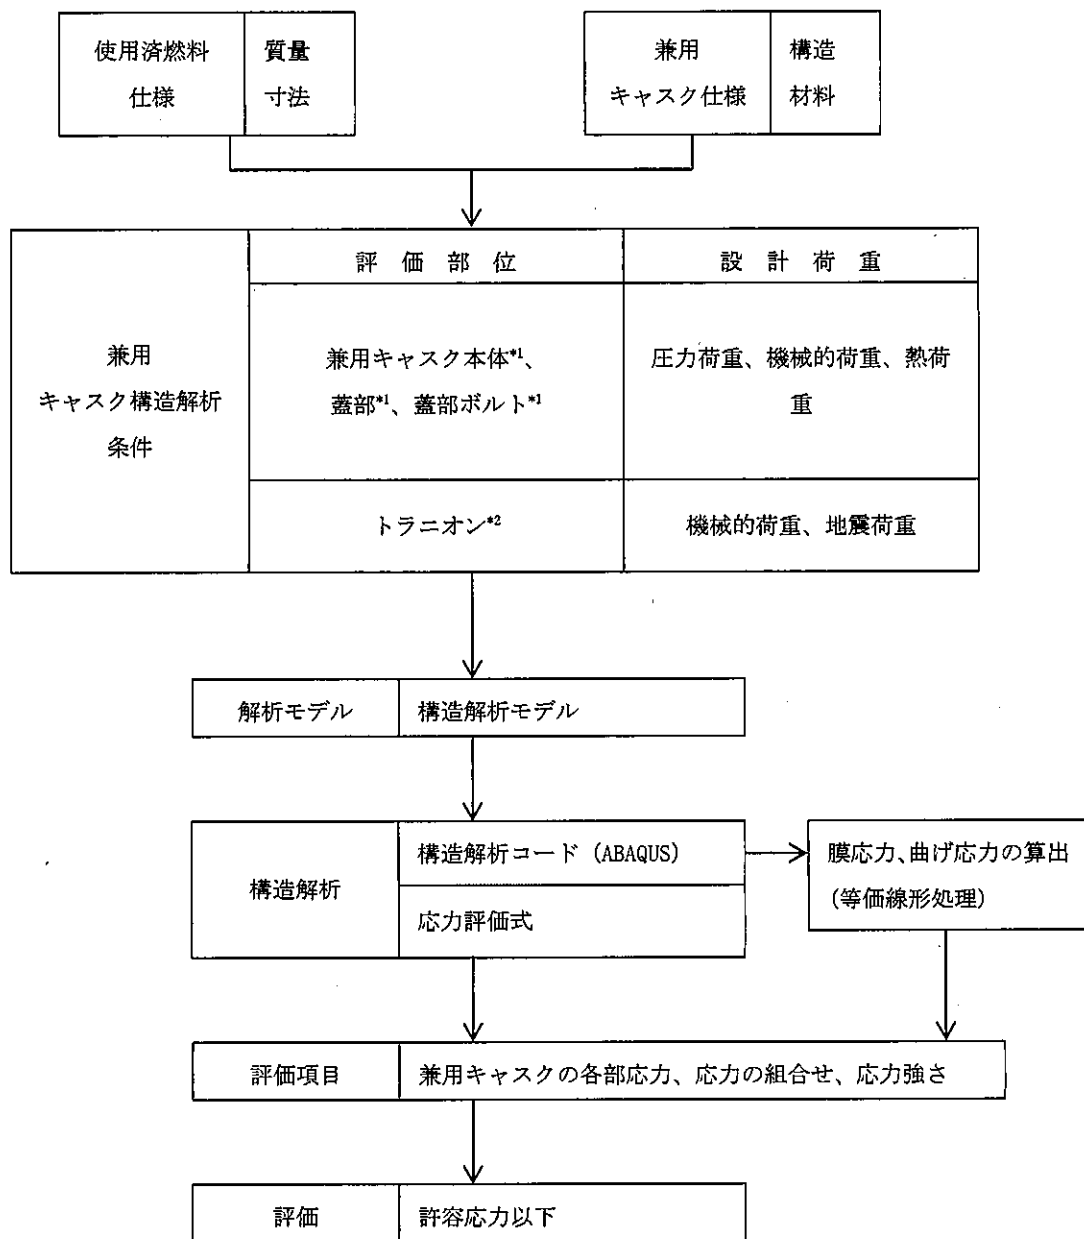 使用済燃料
仕様
質量
寸法
兼用
キャスク仕様
構造
材料
評価部位
設計荷重
兼用
キャスク構造解析
条件
兼用キャスク本体*1、
蓋部*1、蓋部ボルト*1
圧力荷重、機械的荷重、熱荷
重
トラニオン*2
機械的荷重、地震荷重
解析モデル
構造解析モデル
構造解析
構造解析コード (ABAQUS)
応力評価式
膜応力、曲げ応力の算出
(等価線形処理)
評価項目
兼用キャスクの各部応力、応力の組合せ、応力強さ
評価
許容応力以下